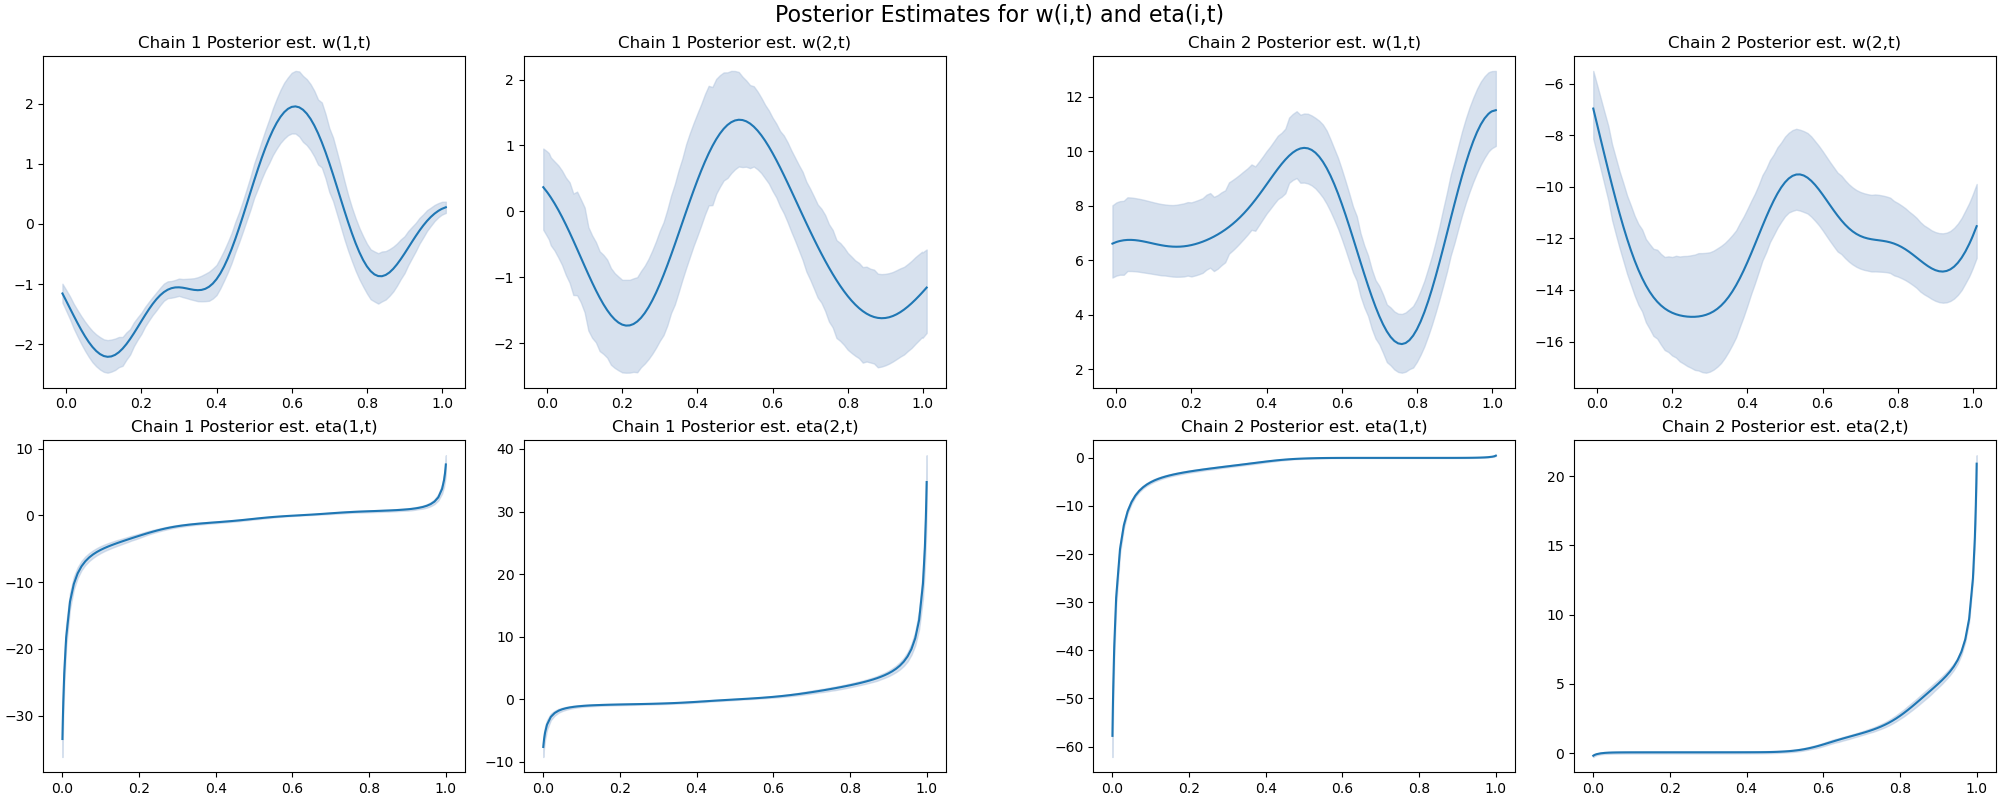 Posterior Estimates for w(i,t) and eta(i,t)
Chain 1 Posterior est. w(1,t)
2
1
0
−1
−2
0.0 0.2 0.4 0.6 0.8 1.0
Chain 1 Posterior est. w(2,t)
2
1
0
−1
−2
0.0 0.2 0.4 0.6 0.8 1.0
Chain 2 Posterior est. w(1,t)
12
10
8
6
4
2
0.0 0.2 0.4 0.6 0.8 1.0
Chain 2 Posterior est. w(2,t)
−6
−8
−10
−12
−14
−16
0.0 0.2 0.4 0.6 0.8 1.0
Chain 1 Posterior est. eta(1,t)
10
0
−10
−20
−30
0.0 0.2 0.4 0.6 0.8 1.0
Chain 1 Posterior est. eta(2,t)
40
30
20
10
0
−10
0.0 0.2 0.4 0.6 0.8 1.0
Chain 2 Posterior est. eta(1,t)
0
−10
−20
−30
−40
−50
−60
0.0 0.2 0.4 0.6 0.8 1.0
Chain 2 Posterior est. eta(2,t)
20
15
10
5
0
0.0 0.2 0.4 0.6 0.8 1.0